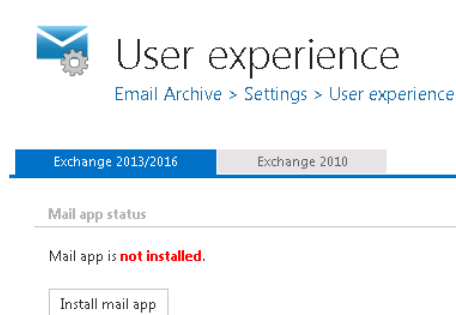 User experience
Email Archive > Settings > User experience
Exchange 2013/2016 Exchange 2010
Mail app status
Mail app is not installed.
Install mail app